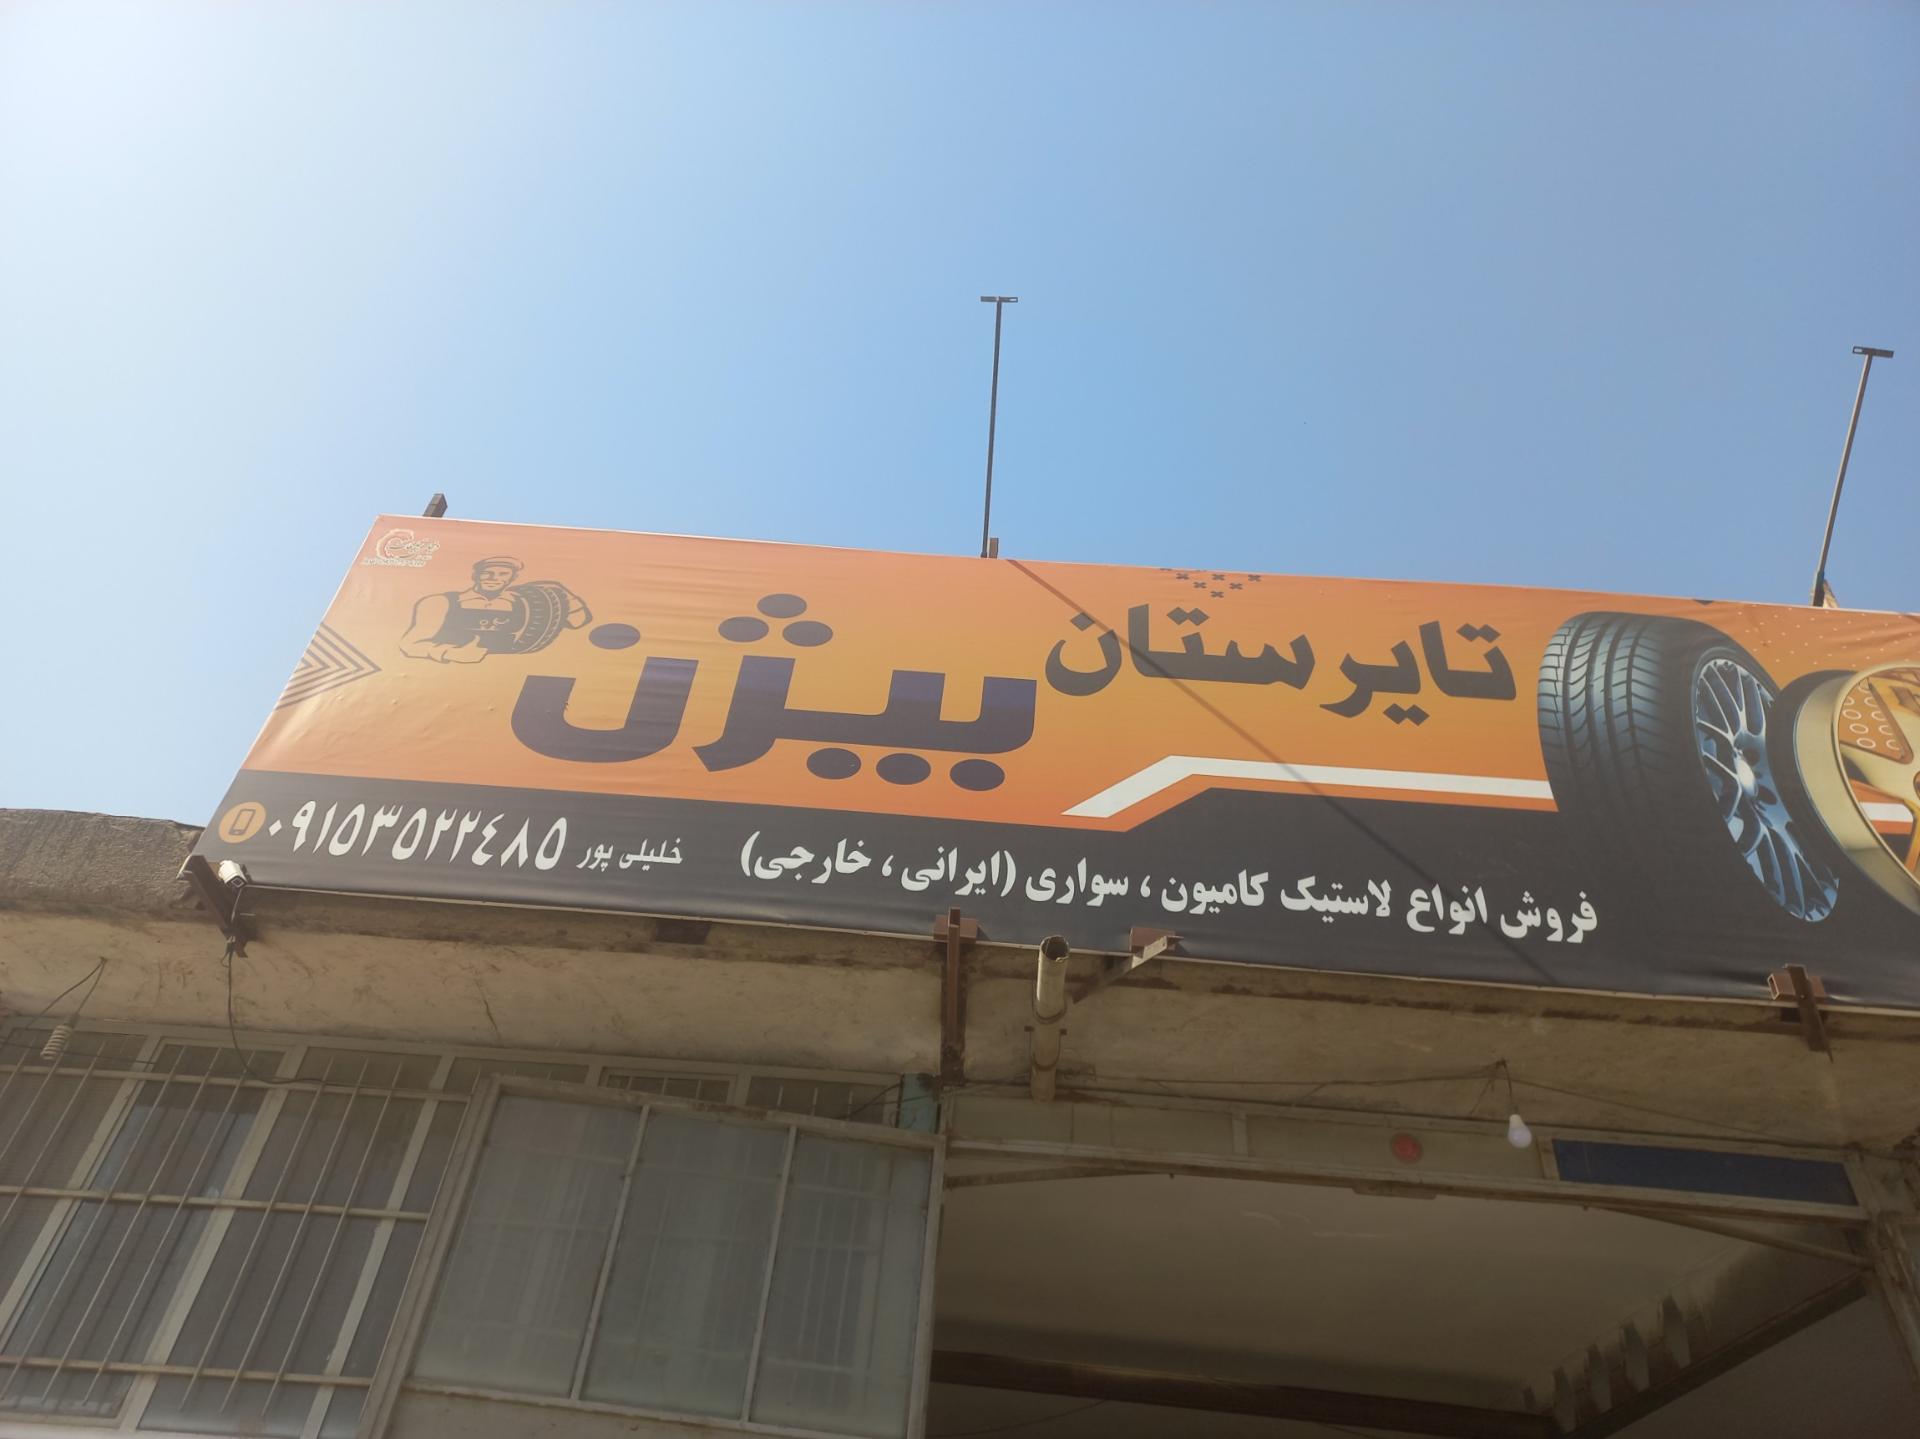 تایرستان
بیژن
فروش انواع لاستیک کامیون ، سواری (ایرانی ، خارجی)
خلیلی پور ۰۹۱۵۳۵۲۲۴۸۵